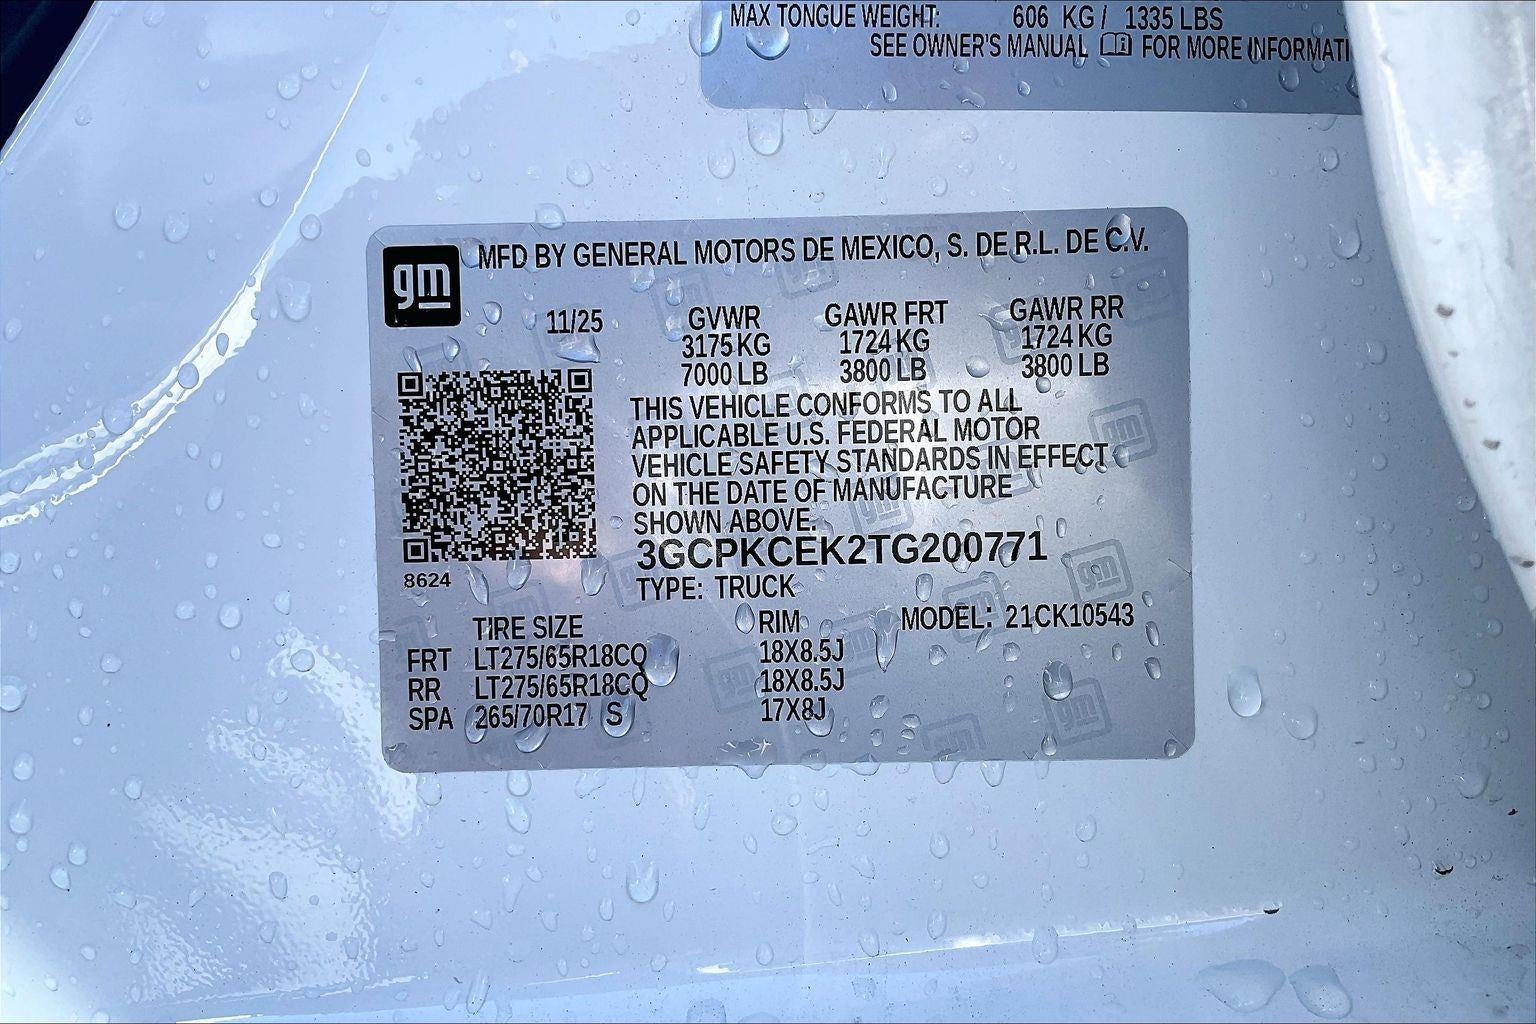 MAX TONGUE WEIGHT: 606 KG / 1335 LBS
SEE OWNER'S MANUAL FOR MORE INFORMATI
gm
MFD BY GENERAL MOTORS DE MEXICO, S. DE R.L. DE C.V.
11/25 GVWR GAWR FRT GAWR RR
3175 KG 1724 KG 1724 KG
7000 LB 3800 LB 3800 LB
THIS VEHICLE CONFORMS TO ALL
APPLICABLE U.S. FEDERAL MOTOR
VEHICLE SAFETY STANDARDS IN EFFECT
ON THE DATE OF MANUFACTURE
SHOWN ABOVE.
3GCPKCEK2TG200771
8624
TYPE: TRUCK
TIRE SIZE RIM MODEL: 21CK10543
FRT LT275/65R18CQ 18X8.5J
RR LT275/65R18CQ 18X8.5J
SPA 265/70R17 S 17X8J